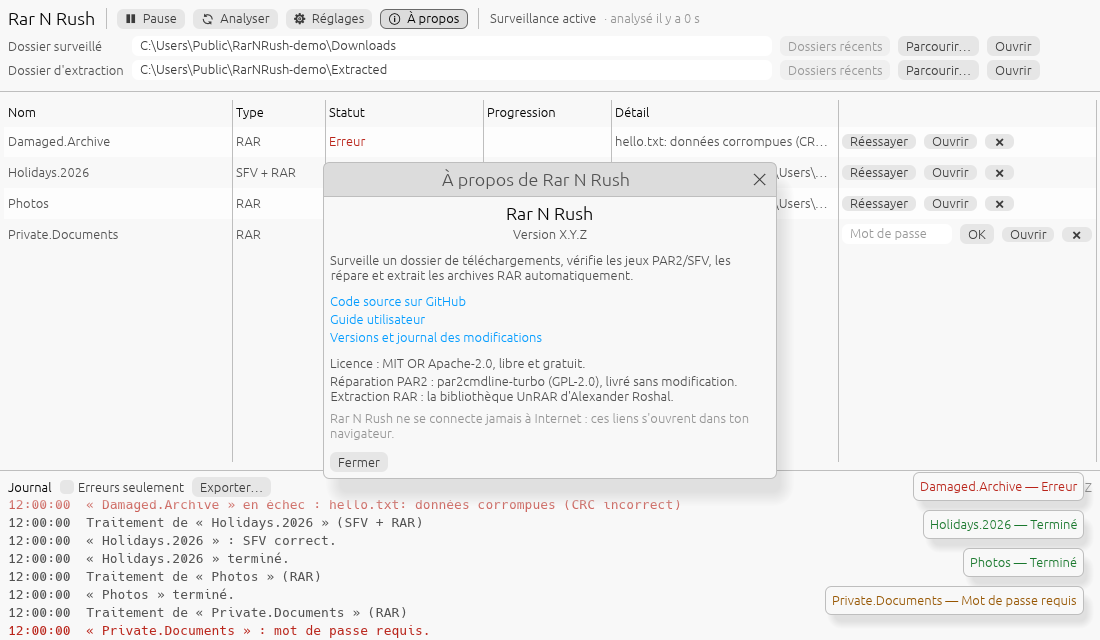 Rar N Rush Pause Analyser Réglages À propos Surveillance active · analysé il y a 0 s
Dossier surveillé C:\Users\Public\RarNRush-demo\Downloads Dossiers récents Parcourir… Ouvrir
Dossier d'extraction C:\Users\Public\RarNRush-demo\Extracted Dossiers récents Parcourir… Ouvrir
Nom Type Statut Progression Détail
Damaged.Archive RAR Erreur hello.txt: données corrompues (CR… Réessayer Ouvrir ×
Holidays.2026 SFV + RAR \Users\… Réessayer Ouvrir ×
Photos RAR \Users\… Réessayer Ouvrir ×
Private.Documents RAR Mot de passe OK Ouvrir ×
À propos de Rar N Rush
Rar N Rush
Version X.Y.Z
Surveille un dossier de téléchargements, vérifie les jeux PAR2/SFV, les
répare et extrait les archives RAR automatiquement.
Code source sur GitHub
Guide utilisateur
Versions et journal des modifications
Licence : MIT OR Apache-2.0, libre et gratuit.
Réparation PAR2 : par2cmdline-turbo (GPL-2.0), livré sans modification.
Extraction RAR : la bibliothèque UnRAR d'Alexander Roshal.
Rar N Rush ne se connecte jamais à Internet : ces liens s'ouvrent dans ton
navigateur.
Fermer
Journal Erreurs seulement Exporter… Z
12:00:00 « Damaged.Archive » en échec : hello.txt: données corrompues (CRC incorrect)
12:00:00 Traitement de « Holidays.2026 » (SFV + RAR)
12:00:00 « Holidays.2026 » : SFV correct.
12:00:00 « Holidays.2026 » terminé.
12:00:00 Traitement de « Photos » (RAR)
12:00:00 « Photos » terminé.
12:00:00 Traitement de « Private.Documents » (RAR)
12:00:00 « Private.Documents » : mot de passe requis.
Damaged.Archive — Erreur
Holidays.2026 — Terminé
Photos — Terminé
Private.Documents — Mot de passe requis